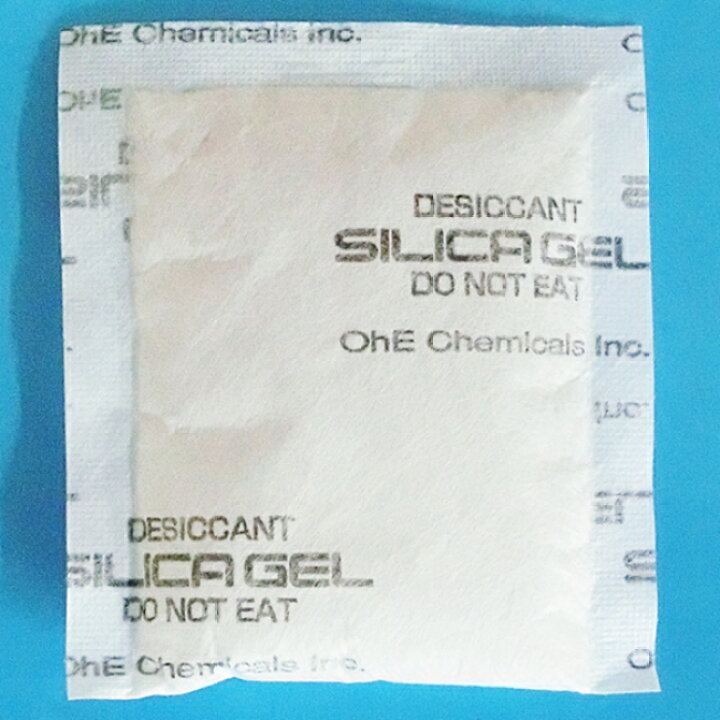 OhE Chemicals Inc.
OhE
DESICCANT
SILICA GEL
DO NOT EAT
OhE Chemicals Inc.
DESICCANT
SILICA GEL
DO NOT EAT
OhE Chemicals Inc.